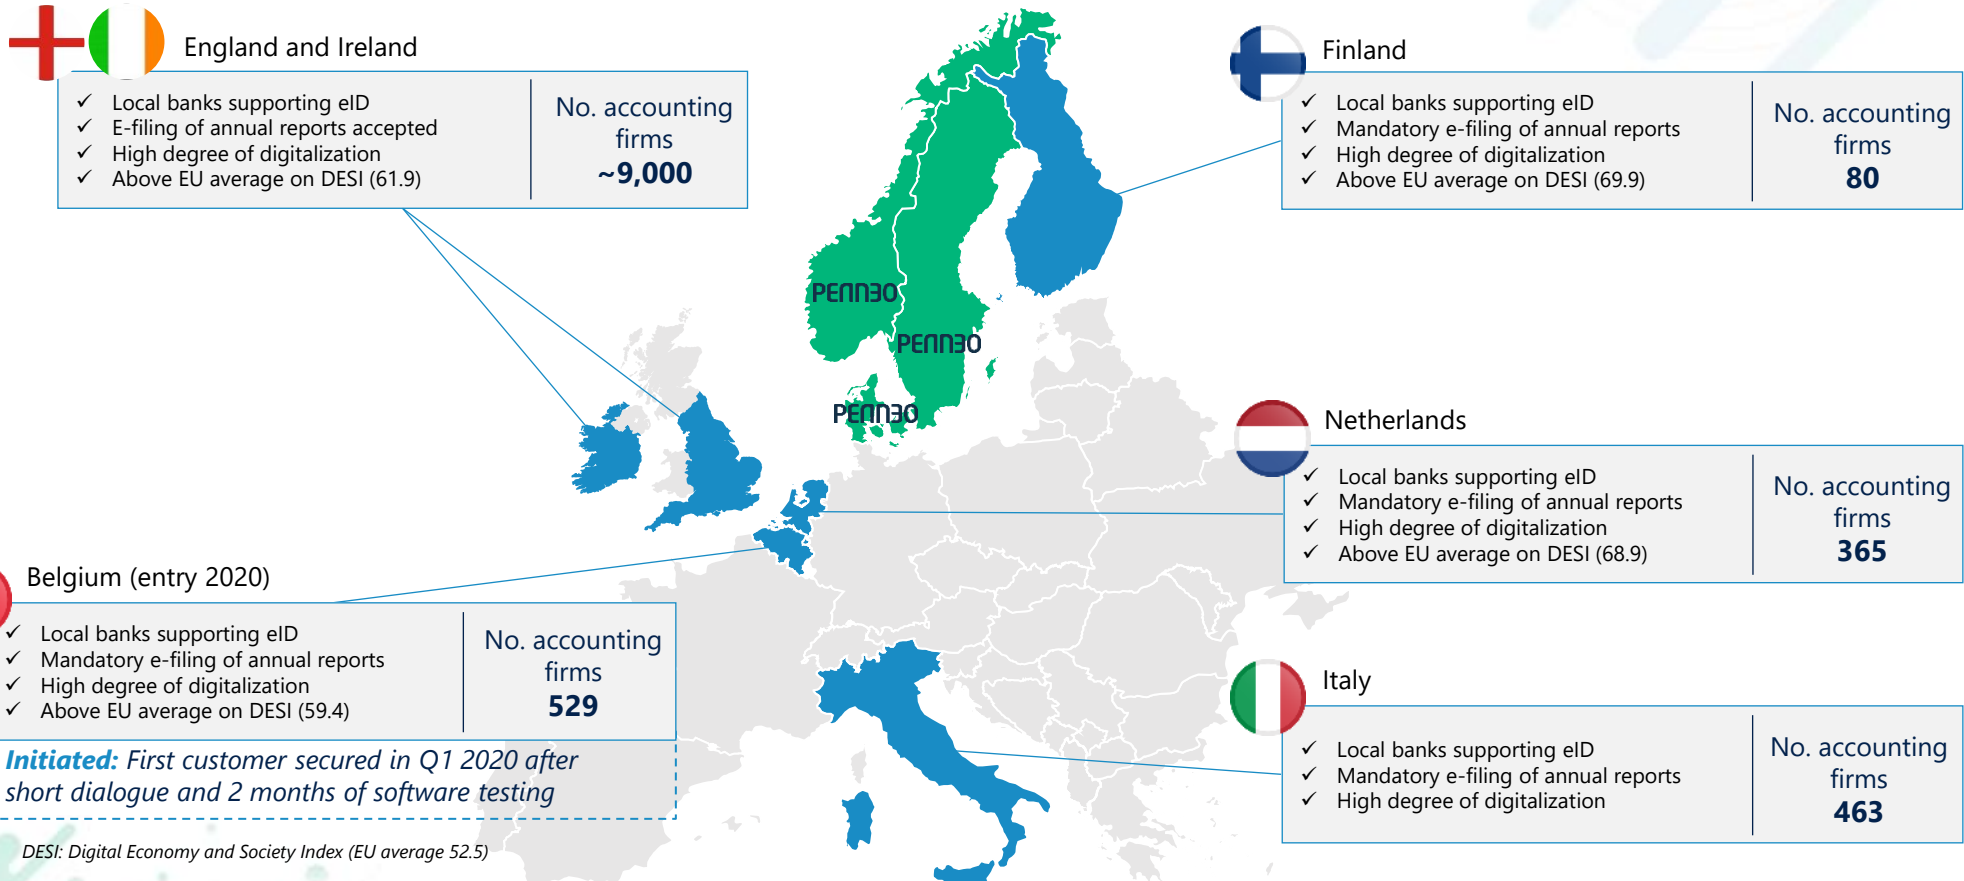 England and Ireland
✓ Local banks supporting eID
✓ E-filing of annual reports accepted
✓ High degree of digitalization
✓ Above EU average on DESI (61.9)
No. accounting
firms
~9,000
Finland
✓ Local banks supporting eID
✓ Mandatory e-filing of annual reports
✓ High degree of digitalization
✓ Above EU average on DESI (69.9)
No. accounting
firms
80
PENNEO
PENNEO
PENNEO
Netherlands
✓ Local banks supporting eID
✓ Mandatory e-filing of annual reports
✓ High degree of digitalization
✓ Above EU average on DESI (68.9)
No. accounting
firms
365
Belgium (entry 2020)
✓ Local banks supporting eID
✓ Mandatory e-filing of annual reports
✓ High degree of digitalization
✓ Above EU average on DESI (59.4)
No. accounting
firms
529
Initiated: First customer secured in Q1 2020 after
short dialogue and 2 months of software testing
Italy
✓ Local banks supporting eID
✓ Mandatory e-filing of annual reports
✓ High degree of digitalization
No. accounting
firms
463
DESI: Digital Economy and Society Index (EU average 52.5)